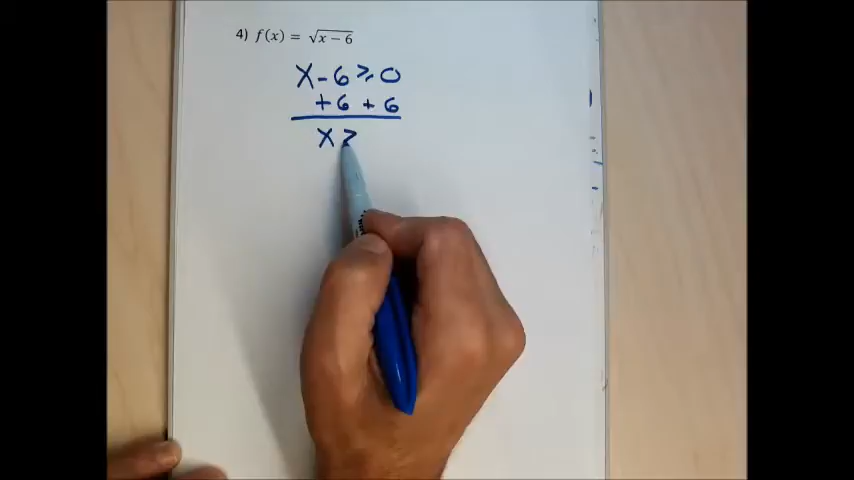 4) f(x) = √x − 6
x - 6 ≥ 0
+ 6 + 6
x ≥